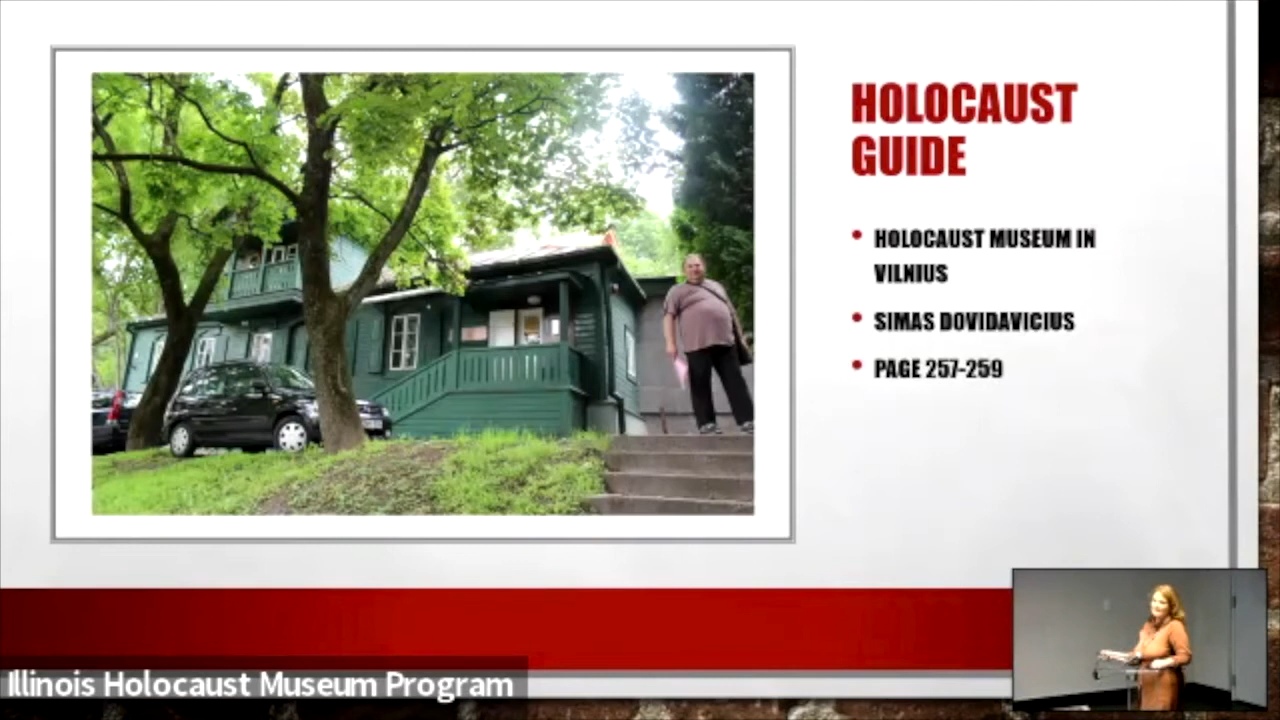 HOLOCAUST
GUIDE
HOLOCAUST MUSEUM IN
VILNIUS
SIMAS DOVIDAVICIUS
PAGE 257-259
Illinois Holocaust Museum Program